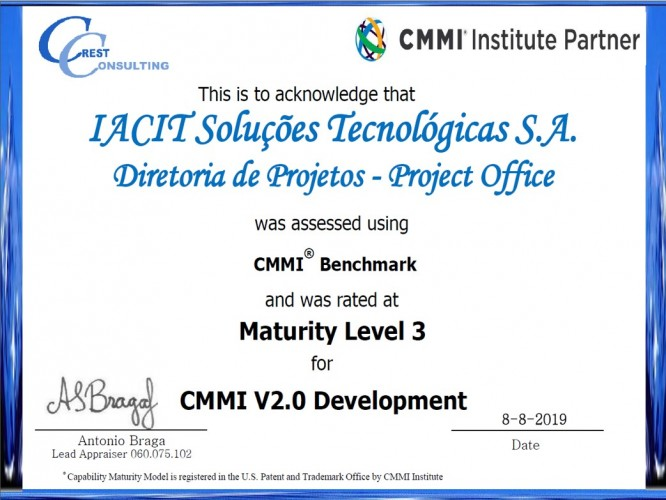 CREST CONSULTING
CMMI® Institute Partner
This is to acknowledge that
IACIT Soluções Tecnológicas S.A.
Diretoria de Projetos - Project Office
was assessed using
CMMI® Benchmark
and was rated at
Maturity Level 3
for
CMMI V2.0 Development
ASBraga
8-8-2019
Antonio Braga
Lead Appraiser 060.075.102
Date
*Capability Maturity Model is registered in the U.S. Patent and Trademark Office by CMMI Institute